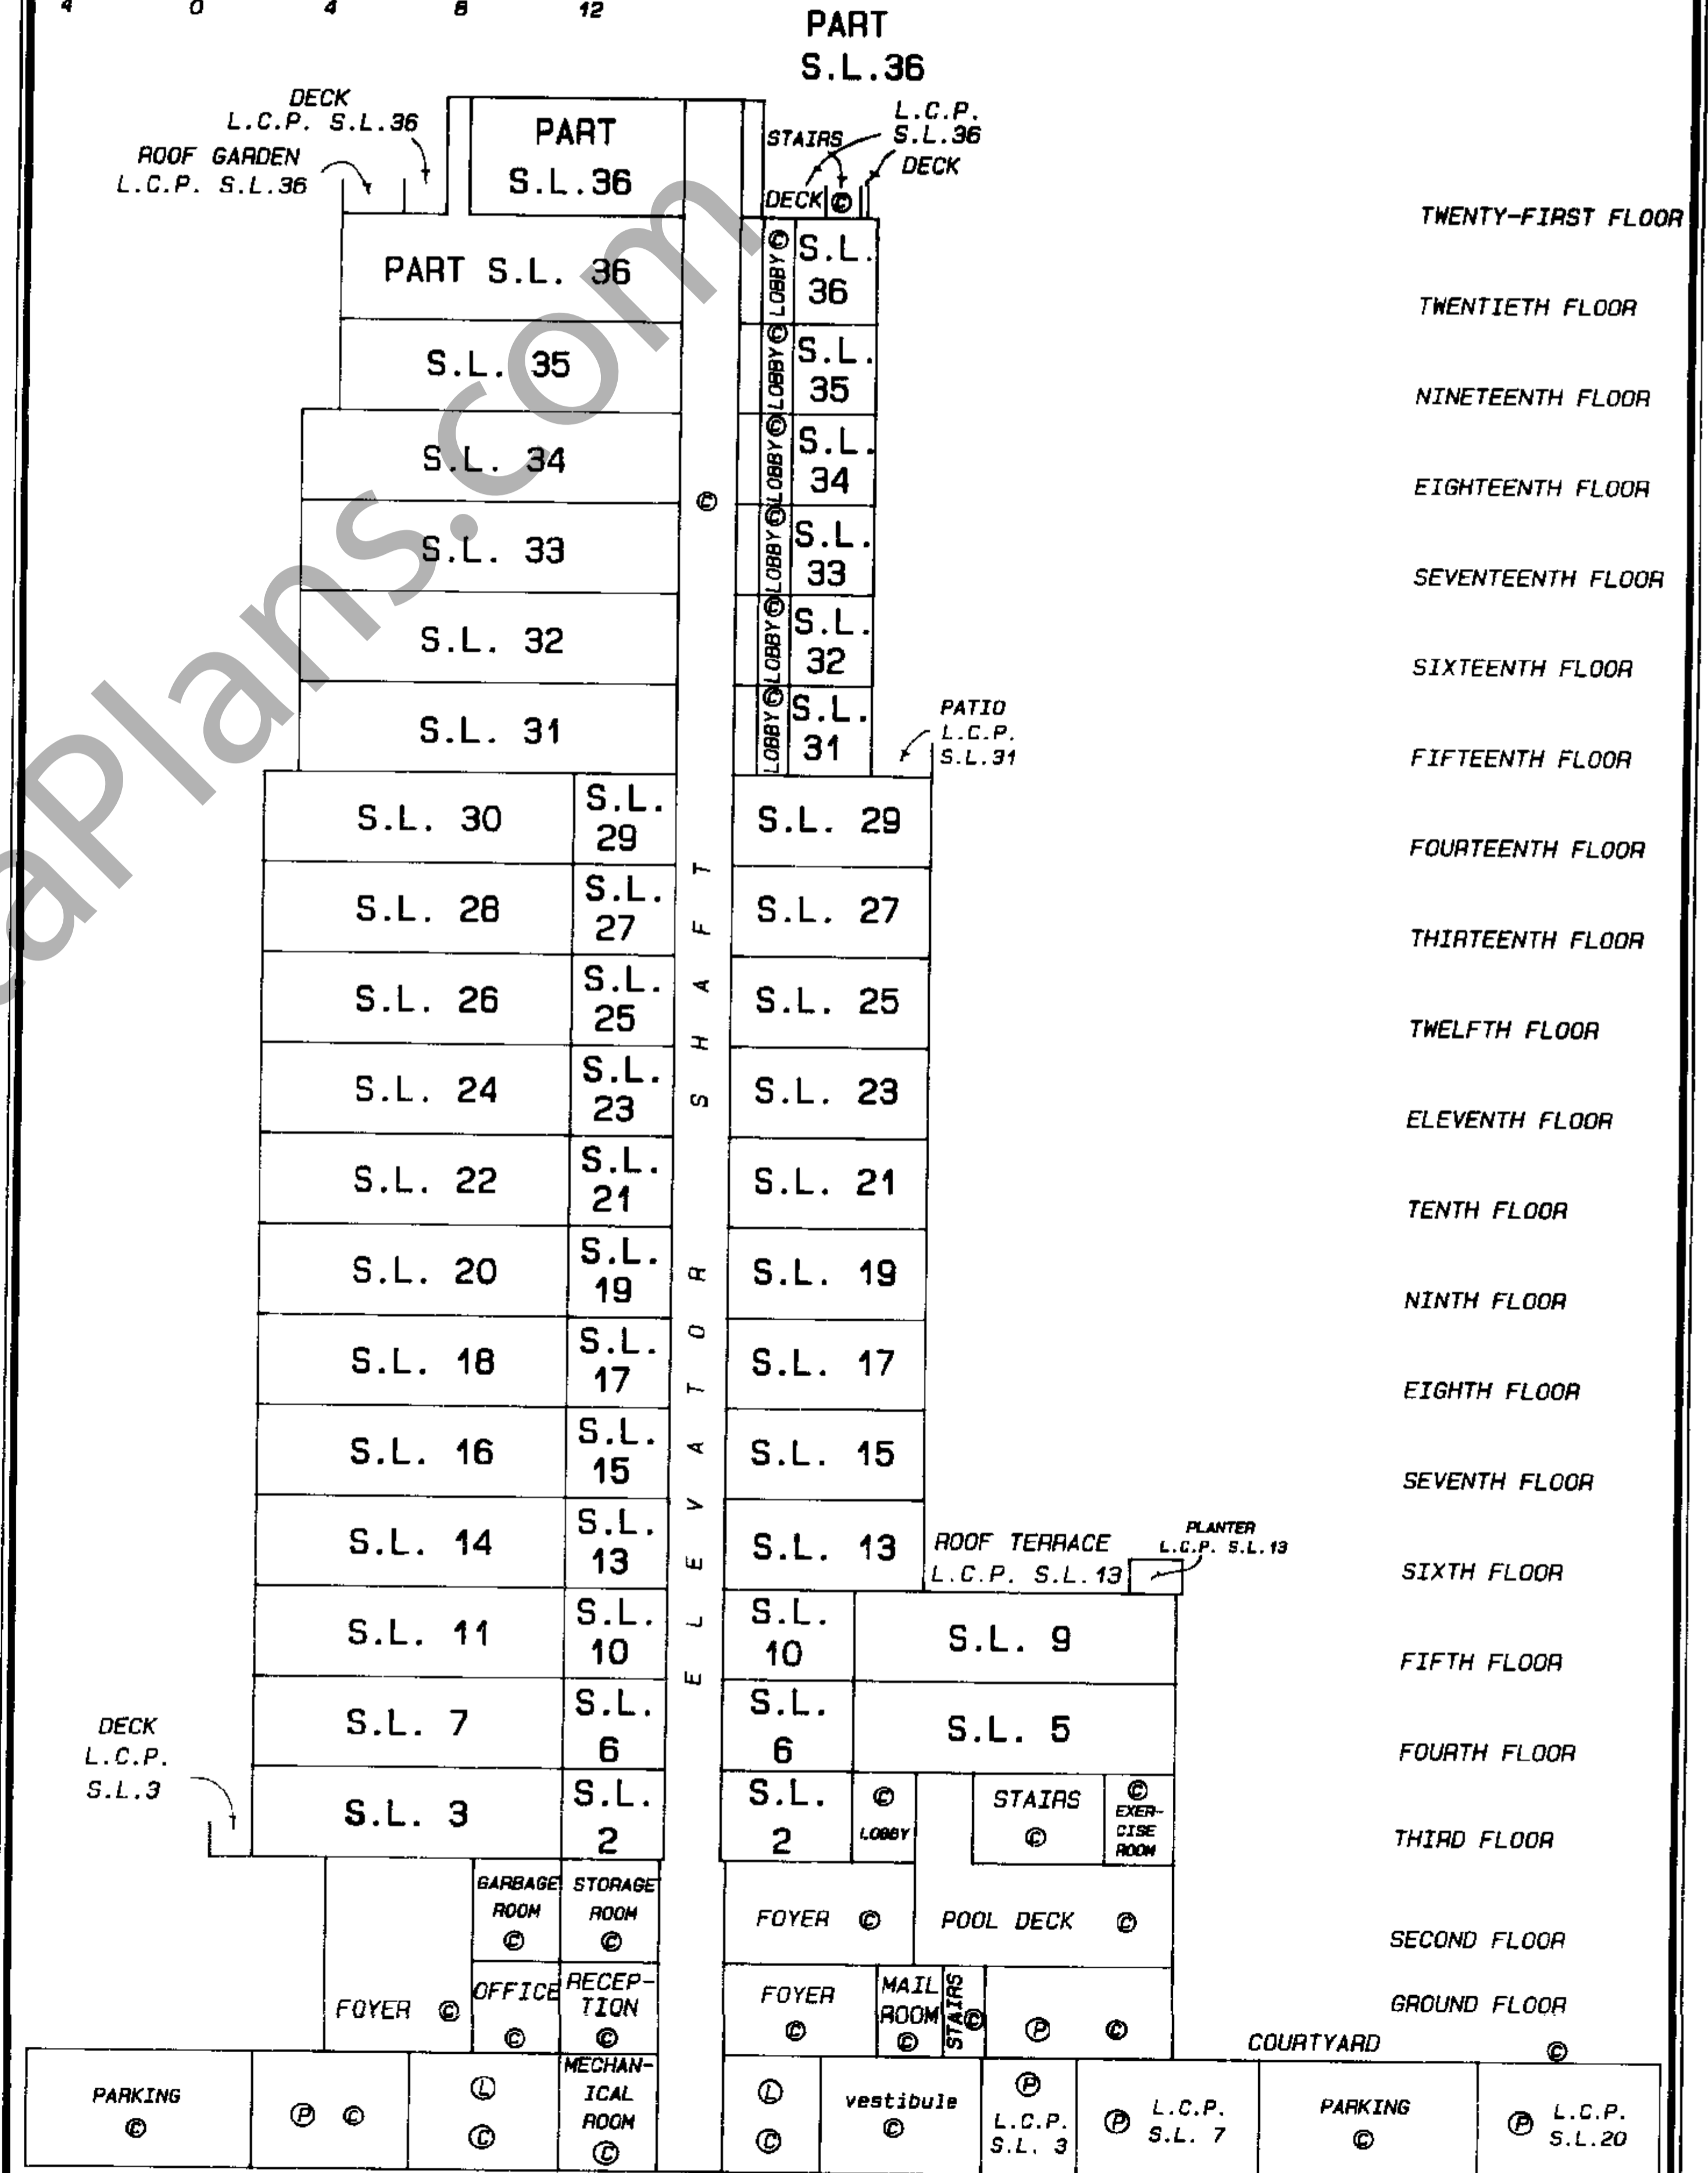 4 0 4 8 12
PART
S.L.36
DECK
L.C.P. S.L.36
ROOF GARDEN
L.C.P. S.L.36
PART
S.L.36
STAIRS
L.C.P.
S.L.36
DECK
DECK ©
TWENTY-FIRST FLOOR
PART S.L. 36
LOBBY ©
S.L.
36
TWENTIETH FLOOR
S.L. 35
LOBBY ©
S.L.
35
NINETEENTH FLOOR
S.L. 34
LOBBY ©
S.L.
34
EIGHTEENTH FLOOR
©
S.L. 33
LOBBY ©
S.L.
33
SEVENTEENTH FLOOR
S.L. 32
LOBBY ©
S.L.
32
SIXTEENTH FLOOR
S.L. 31
LOBBY ©
S.L.
31
PATIO
L.C.P.
S.L.31
FIFTEENTH FLOOR
ELEVATOR SHAFT
S.L. 30
S.L.
29
S.L. 29
FOURTEENTH FLOOR
S.L. 28
S.L.
27
S.L. 27
THIRTEENTH FLOOR
S.L. 26
S.L.
25
S.L. 25
TWELFTH FLOOR
S.L. 24
S.L.
23
S.L. 23
ELEVENTH FLOOR
S.L. 22
S.L.
21
S.L. 21
TENTH FLOOR
S.L. 20
S.L.
19
S.L. 19
NINTH FLOOR
S.L. 18
S.L.
17
S.L. 17
EIGHTH FLOOR
S.L. 16
S.L.
15
S.L. 15
SEVENTH FLOOR
S.L. 14
S.L.
13
S.L. 13
ROOF TERRACE
L.C.P. S.L.13
PLANTER
L.C.P. S.L.13
SIXTH FLOOR
S.L. 11
S.L.
10
S.L.
10
S.L. 9
FIFTH FLOOR
S.L. 7
S.L.
6
S.L.
6
S.L. 5
FOURTH FLOOR
DECK
L.C.P.
S.L.3
S.L. 3
S.L.
2
S.L.
2
©
LOBBY
STAIRS
©
©
EXER-
CISE
ROOM
THIRD FLOOR
GARBAGE
ROOM
©
STORAGE
ROOM
©
FOYER ©
POOL DECK ©
SECOND FLOOR
FOYER ©
OFFICE
©
RECEP-
TION
©
FOYER
©
MAIL
ROOM
©
STAIRS
©
Ⓟ ©
GROUND FLOOR
COURTYARD ©
PARKING
©
Ⓟ ©
Ⓛ
©
MECHAN-
ICAL
ROOM
©
Ⓛ
©
vestibule
©
Ⓟ
L.C.P.
S.L. 3
Ⓟ L.C.P.
S.L. 7
PARKING
©
Ⓟ L.C.P.
S.L.20
aPlans.com